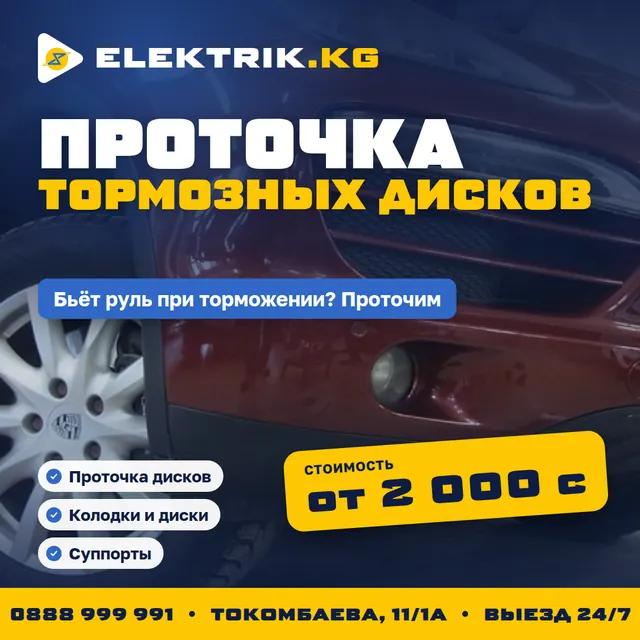 ELEKTRIK.KG
ПРОТОЧКА
ТОРМОЗНЫХ ДИСКОВ
Бьёт руль при торможении? Проточим
Проточка дисков
Колодки и диски
Суппорты
СТОИМОСТЬ
от 2 000 с
0888 999 991 • ТОКОМБАЕВА, 11/1А • ВЫЕЗД 24/7